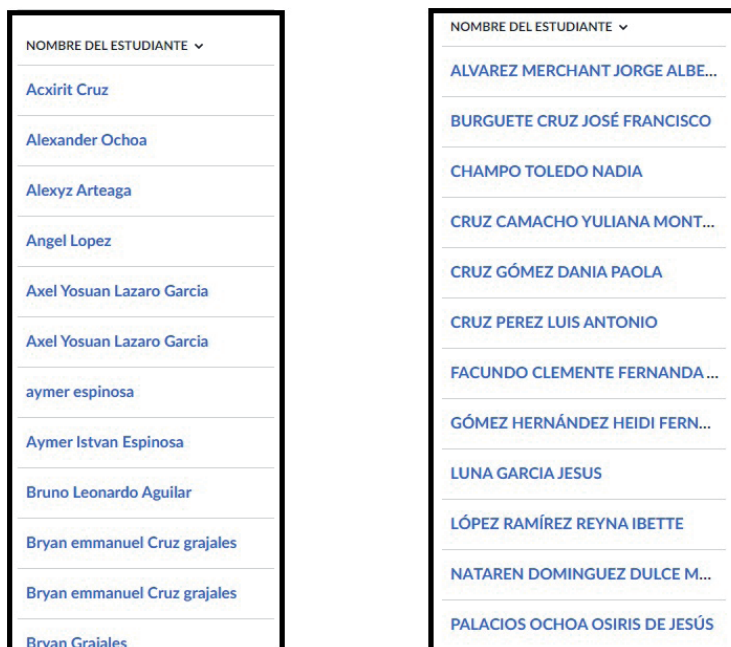 NOMBRE DEL ESTUDIANTE
Acxirit Cruz
Alexander Ochoa
Alexyz Arteaga
Angel Lopez
Axel Yosuan Lazaro Garcia
Axel Yosuan Lazaro Garcia
aymer espinosa
Aymer Istvan Espinosa
Bruno Leonardo Aguilar
Bryan emmanuel Cruz grajales
Bryan emmanuel Cruz grajales
Bryan Grajales
NOMBRE DEL ESTUDIANTE
ALVAREZ MERCHANT JORGE ALBE...
BURGUETE CRUZ JOSÉ FRANCISCO
CHAMPO TOLEDO NADIA
CRUZ CAMACHO YULIANA MONT...
CRUZ GÓMEZ DANIA PAOLA
CRUZ PEREZ LUIS ANTONIO
FACUNDO CLEMENTE FERNANDA...
GÓMEZ HERNÁNDEZ HEIDI FERN...
LUNA GARCIA JESUS
LÓPEZ RAMÍREZ REYNA IBETTE
NATAREN DOMINGUEZ DULCE M...
PALACIOS OCHOA OSIRIS DE JESÚS